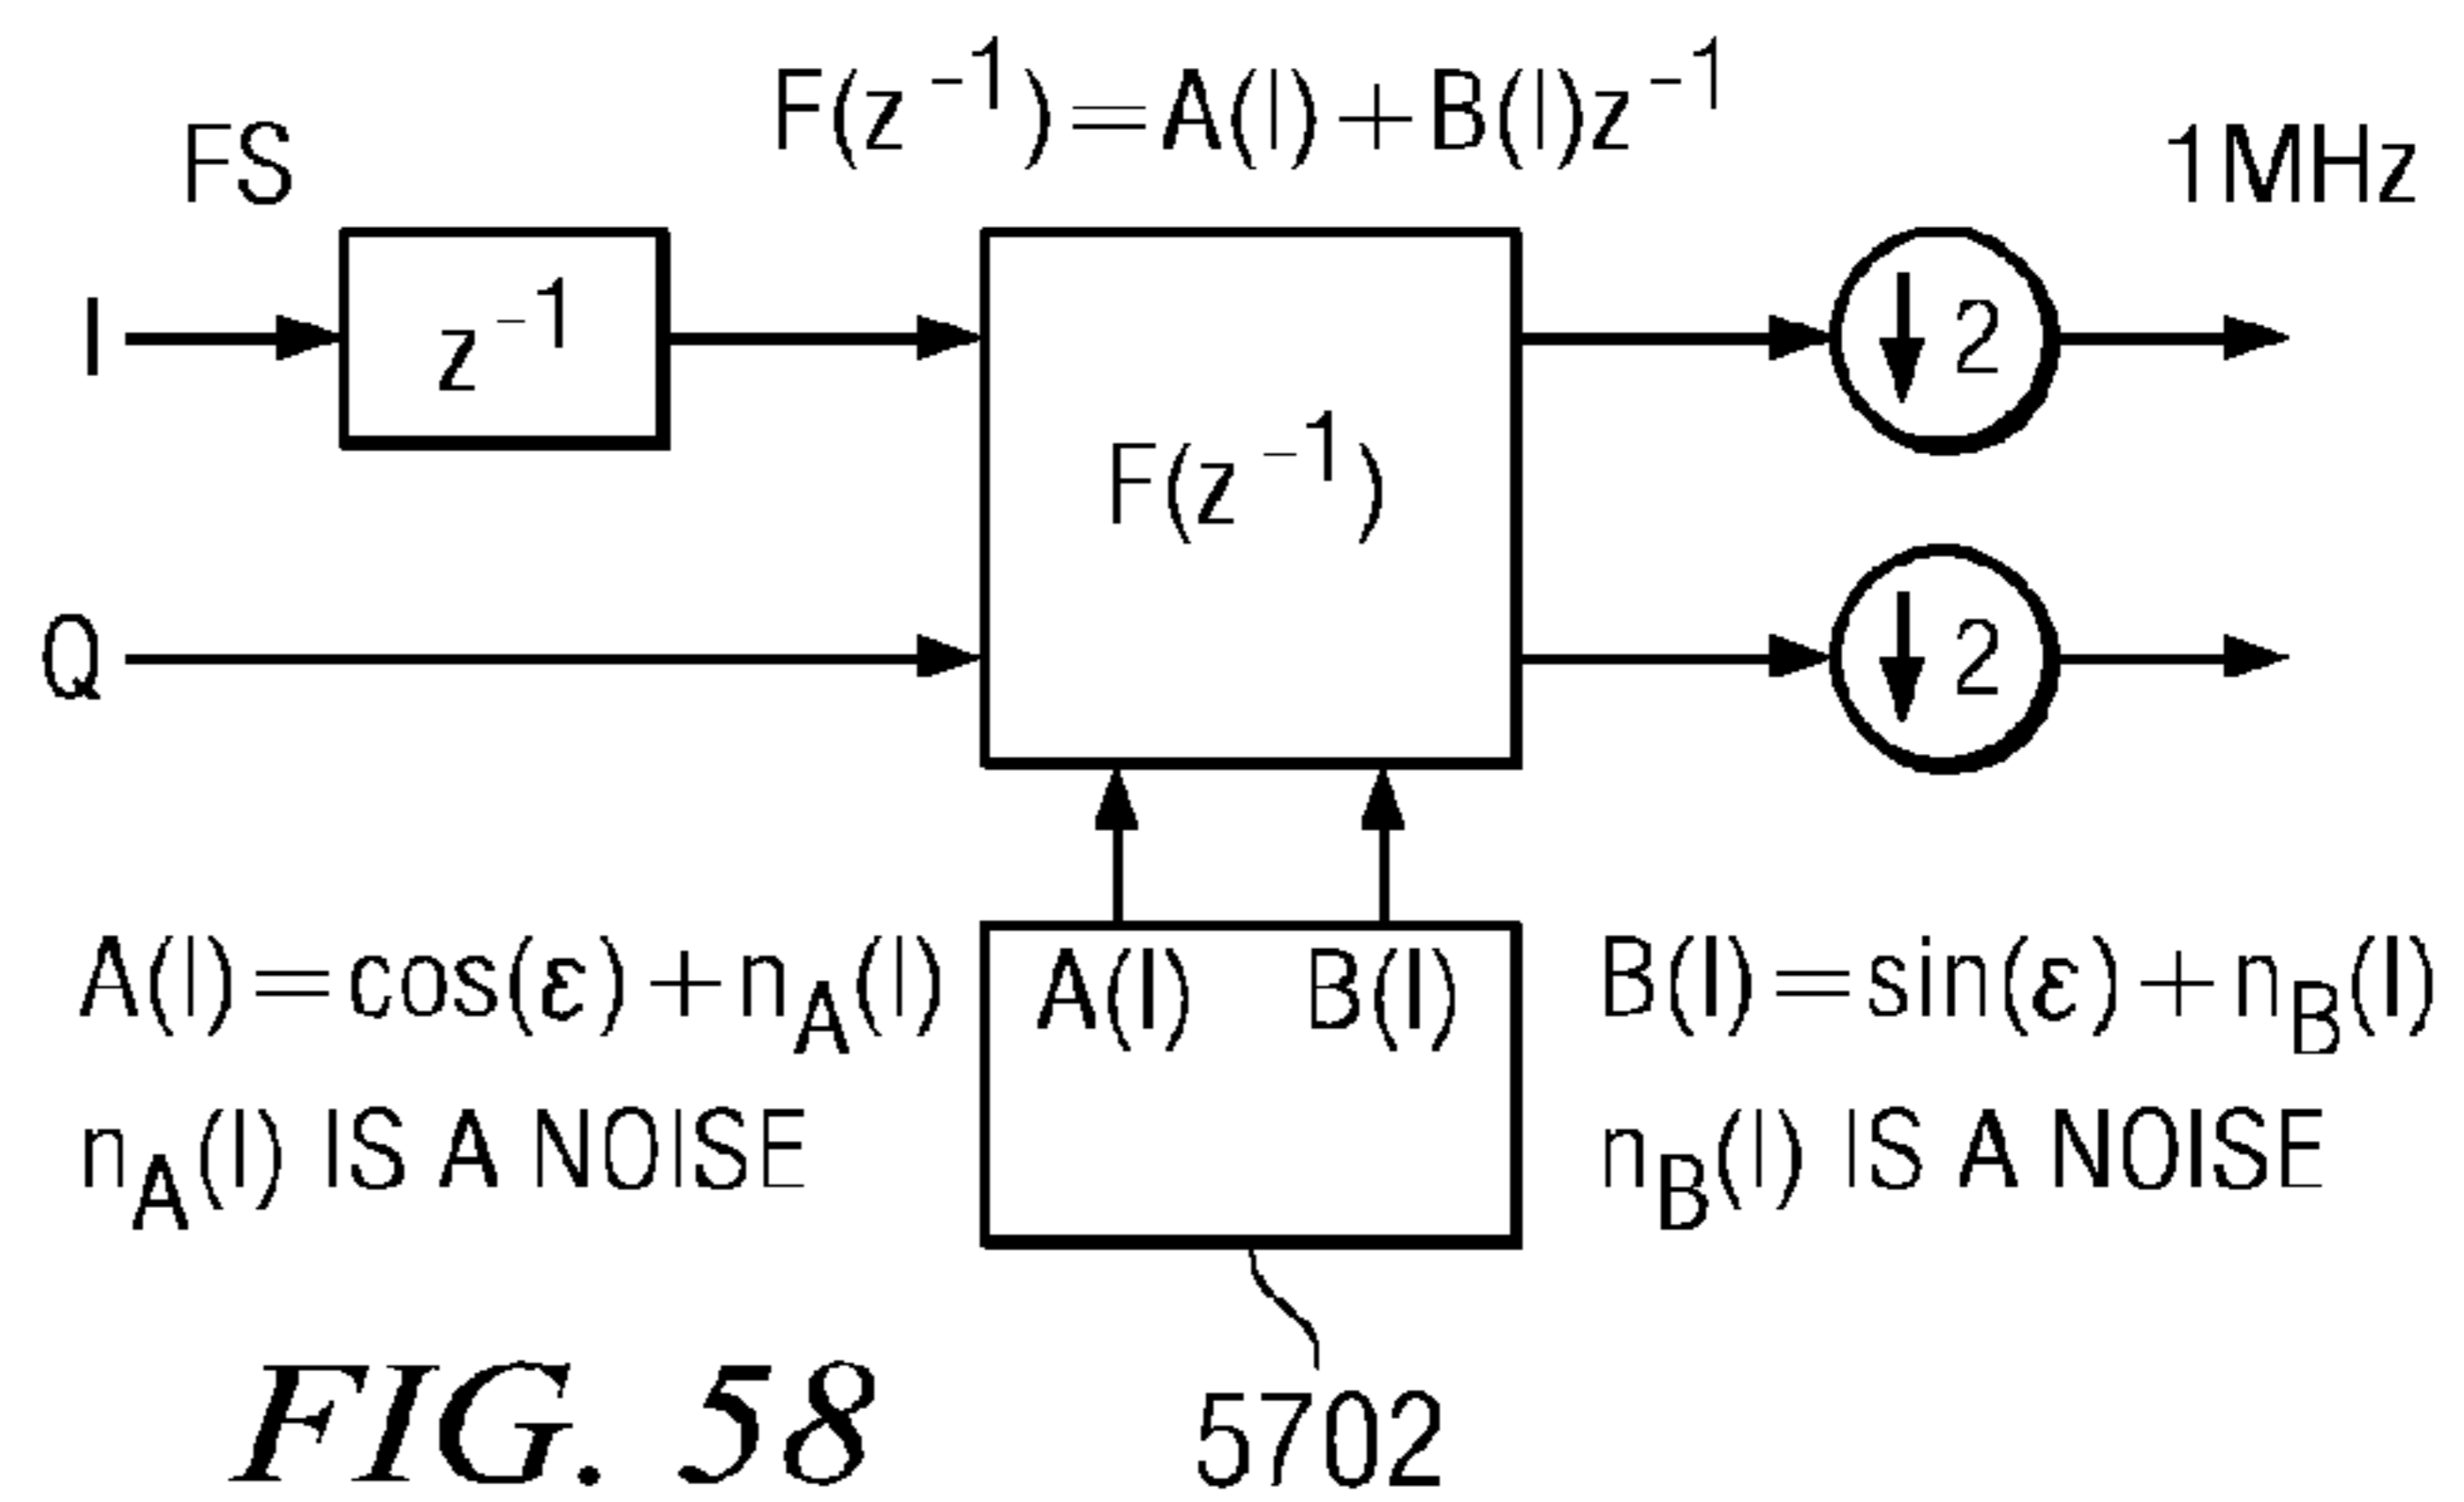 F(z⁻¹)=A(l)+B(l)z⁻¹
FS
1MHz
I
z⁻¹
F(z⁻¹)
2
Q
2
A(l)=cos(ε)+n_A(l)
A(l)
B(l)
B(l)=sin(ε)+n_B(l)
n_A(l) IS A NOISE
n_B(l) IS A NOISE
FIG. 58
5702